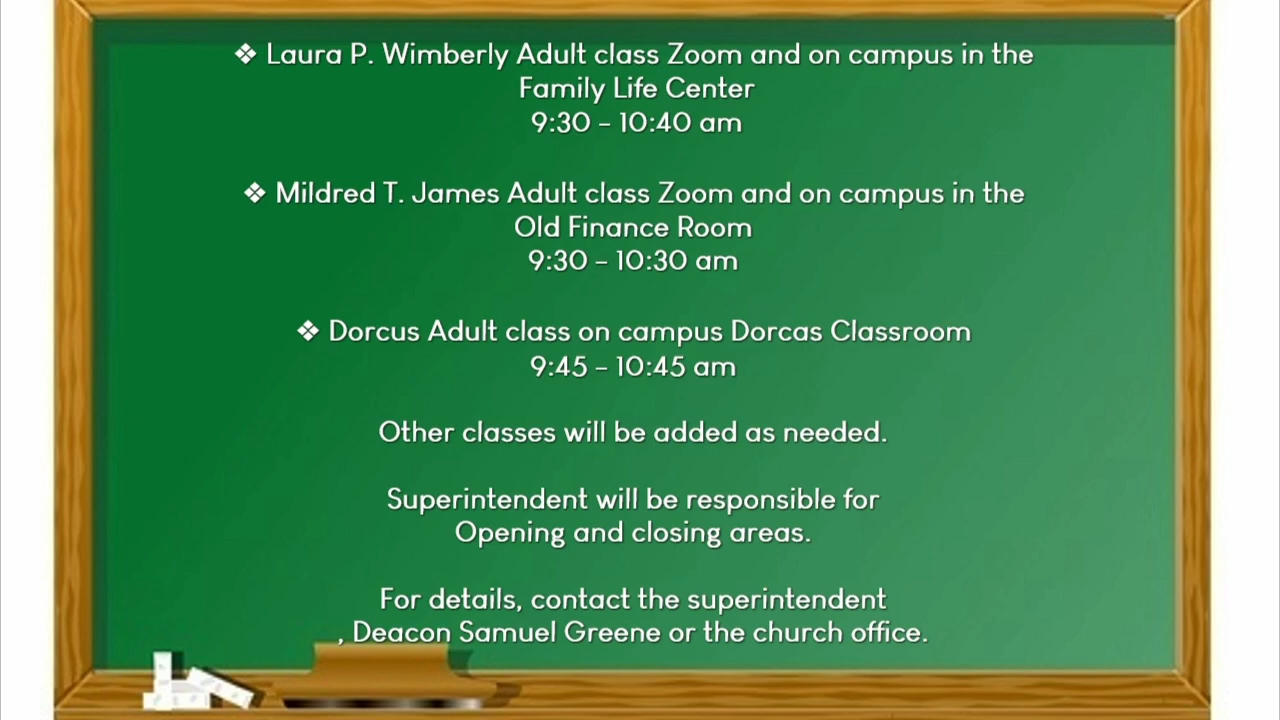 ❖ Laura P. Wimberly Adult class Zoom and on campus in the
Family Life Center
9:30 – 10:40 am
❖ Mildred T. James Adult class Zoom and on campus in the
Old Finance Room
9:30 – 10:30 am
❖ Dorcus Adult class on campus Dorcas Classroom
9:45 – 10:45 am
Other classes will be added as needed.
Superintendent will be responsible for
Opening and closing areas.
For details, contact the superintendent
, Deacon Samuel Greene or the church office.